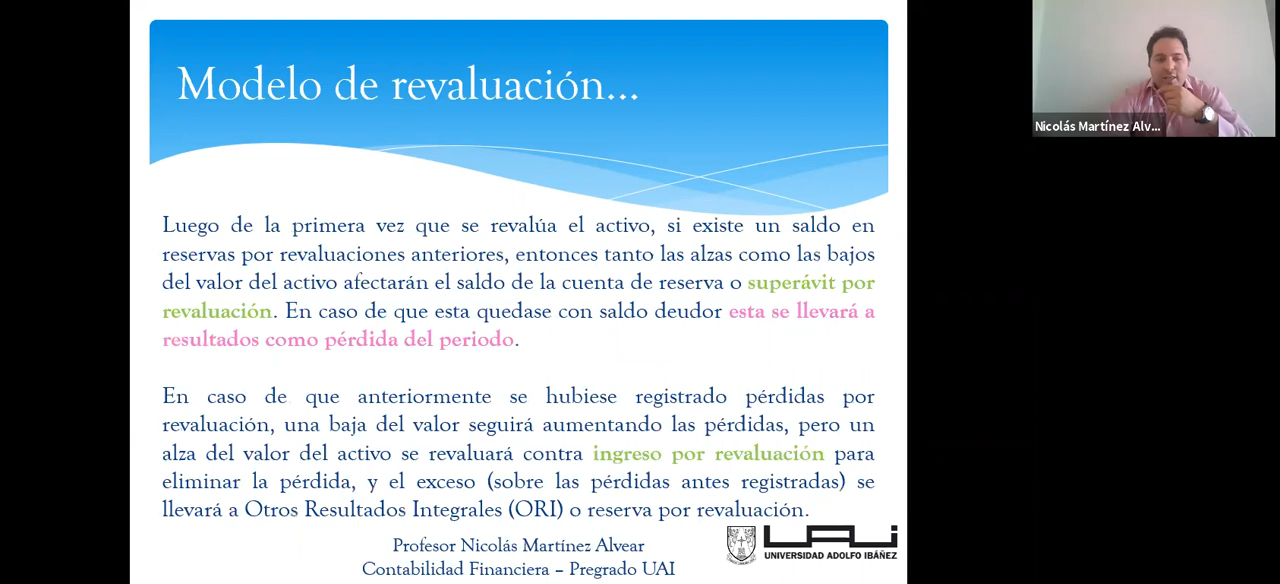 Modelo de revaluación...
Nicolás Martínez Alv...
Luego de la primera vez que se revalúa el activo, si existe un saldo en
reservas por revaluaciones anteriores, entonces tanto las alzas como las bajos
del valor del activo afectarán el saldo de la cuenta de reserva o superávit por
revaluación. En caso de que esta quedase con saldo deudor esta se llevará a
resultados como pérdida del periodo.
En caso de que anteriormente se hubiese registrado pérdidas por
revaluación, una baja del valor seguirá aumentando las pérdidas, pero un
alza del valor del activo se revaluará contra ingreso por revaluación para
eliminar la pérdida, y el exceso (sobre las pérdidas antes registradas) se
llevará a Otros Resultados Integrales (ORI) o reserva por revaluación.
Profesor Nicolás Martínez Alvear
Contabilidad Financiera – Pregrado UAI
UAI
UNIVERSIDAD ADOLFO IBÁÑEZ